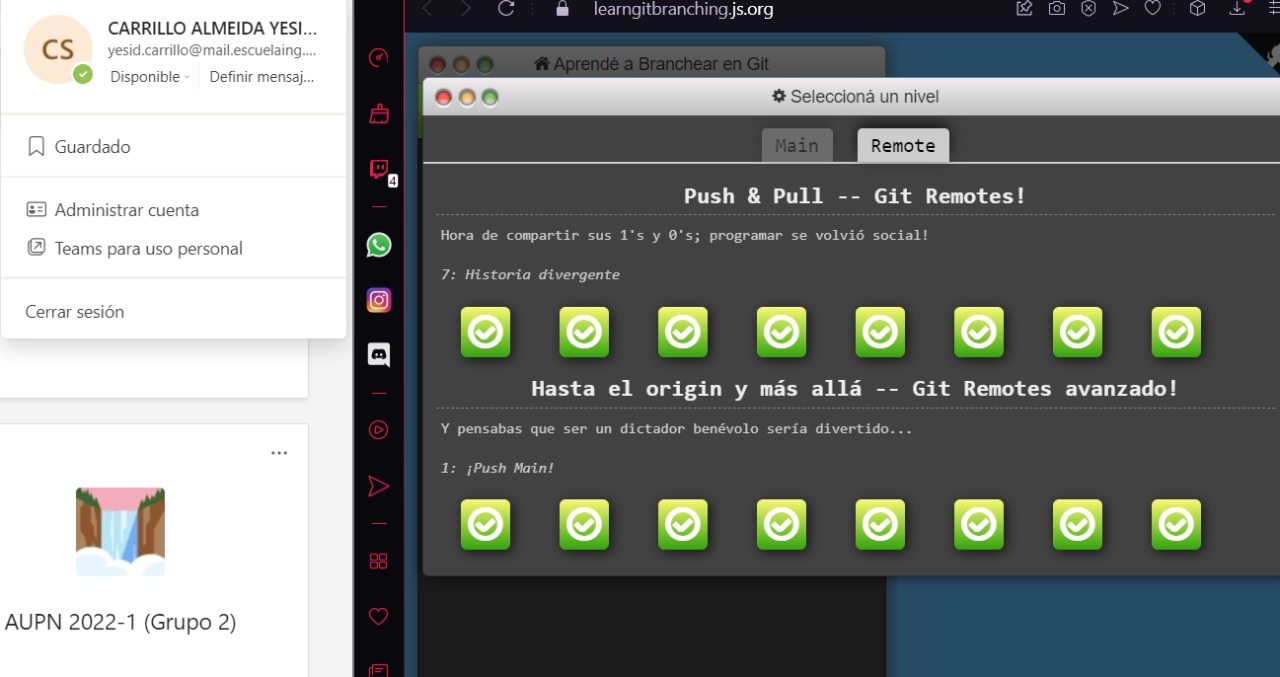 CS
CARRILLO ALMEIDA YESI...
yesid.carrillo@mail.escuelaing....
Disponible
Definir mensaj...
Guardado
Administrar cuenta
Teams para uso personal
Cerrar sesión
AUPN 2022-1 (Grupo 2)
4
learngitbranching.js.org
Aprendé a Branchear en Git
Seleccioná un nivel
Main
Remote
Push & Pull -- Git Remotes!
Hora de compartir sus 1's y 0's; programar se volvió social!
7: Historia divergente
Hasta el origin y más allá -- Git Remotes avanzado!
Y pensabas que ser un dictador benévolo sería divertido...
1: ¡Push Main!